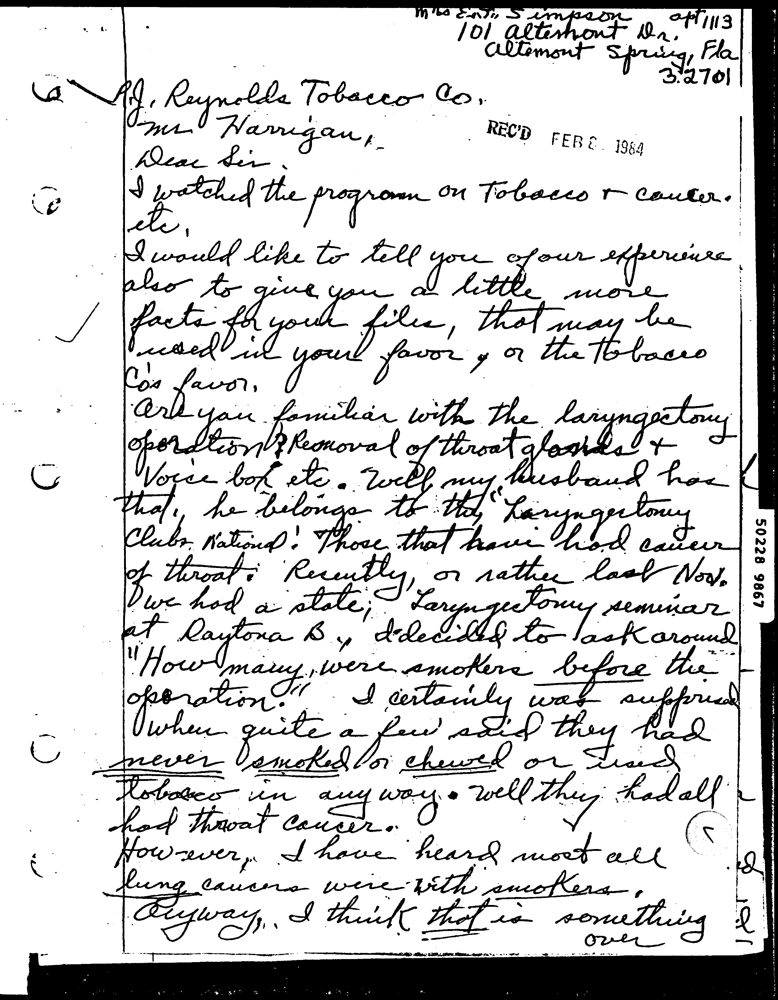 Mrs Simpson apt 1113
101 Altemont Dr.
Altemont Spring, Fla
32701
R.J. Reynolds Tobacco Co.
Mr Harrigan,
REC'D FEB 8 1984
Dear Sir.
I watched the program on Tobacco + cancer.
etc.
I would like to tell you of our experience
also to give you a little more
facts for your files, that may be
used in your favor, or the tobacco
Co's favor.
Are you familiar with the laryngectomy
operation? Removal of throat glands +
Voice box etc. Well, my husband has
that, he belongs to the "Laryngectomy
Clubs National! Those that have had cancer
of throat. Recently, or rather last Nov.
we had a state, Laryngectomy seminar
at Daytona B., I decided to ask around
"How many, were smokers before the
operation." I certainly was supprised
when quite a few said they had
never smoked or chewed or used
tobacco in any way. Well they had all
had throat cancer.
How-ever, I have heard most all
lung cancers were with smokers.
Anyway, I think that is something
over
50228 9867